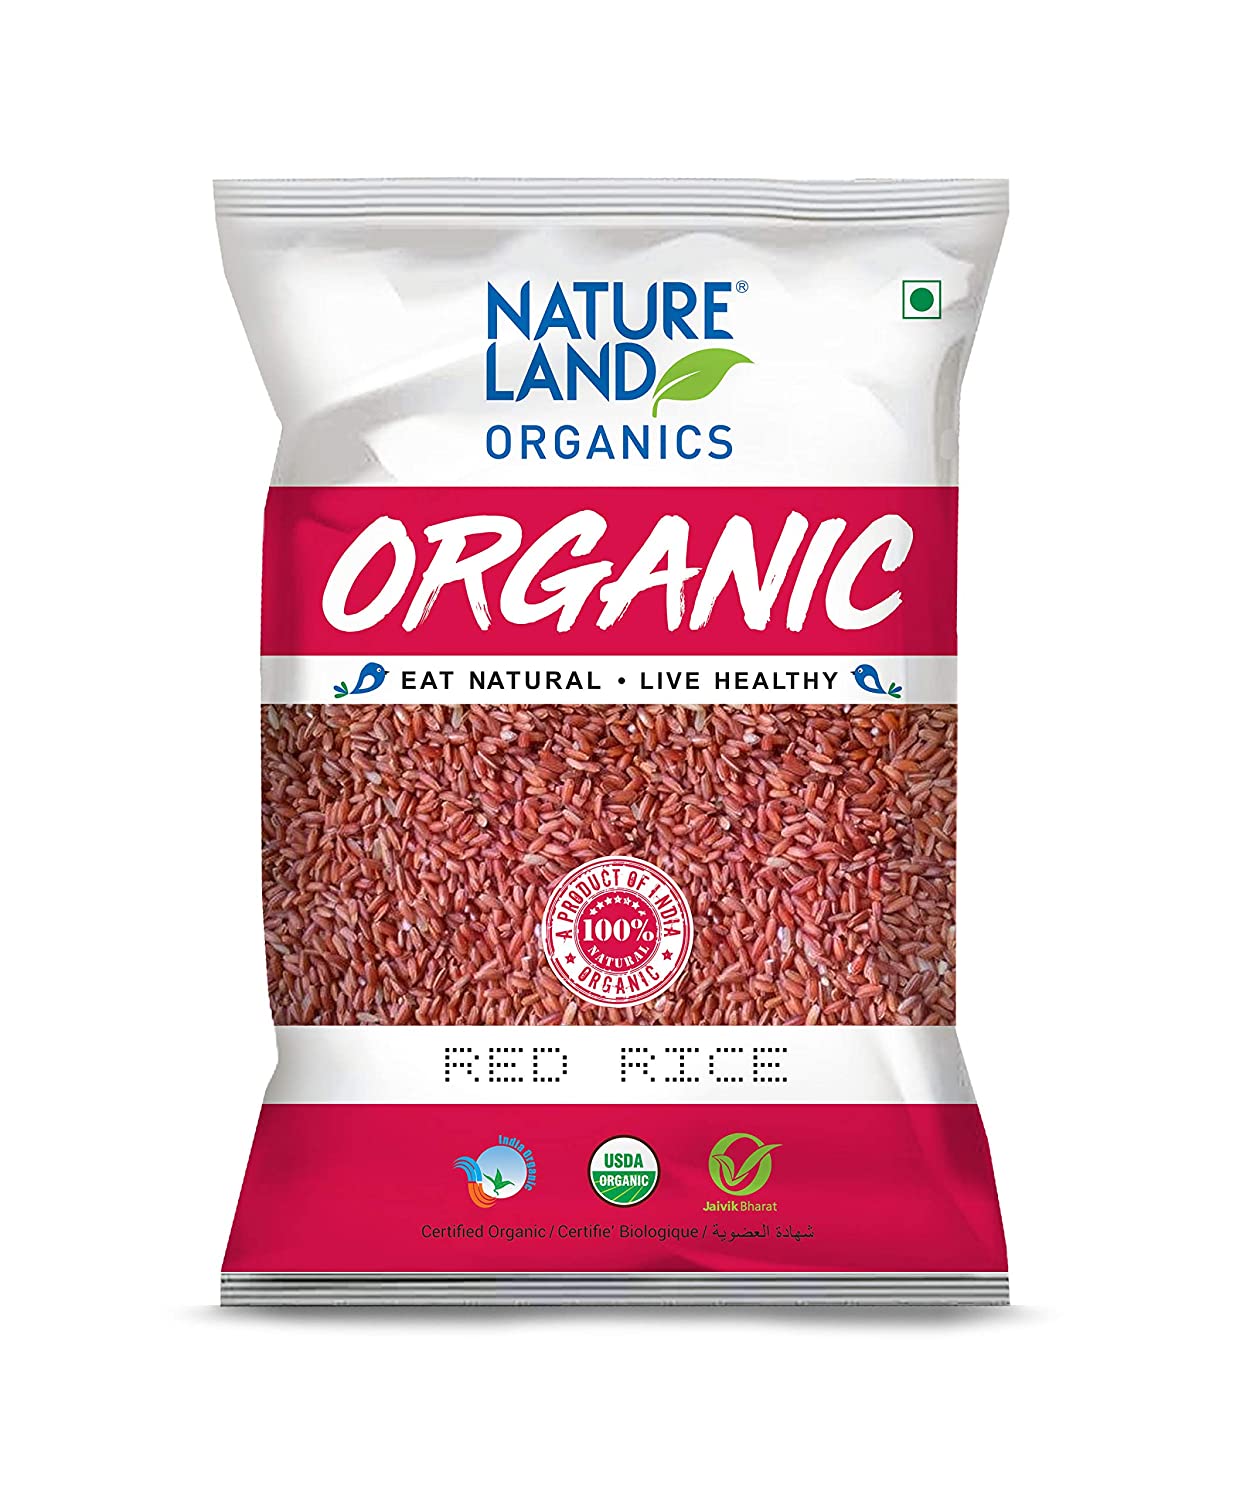 NATURE®
LAND
ORGANICS
ORGANIC
EAT NATURAL • LIVE HEALTHY
A PRODUCT OF INDIA
100%
NATURAL
ORGANIC
RED RICE
India Organic
USDA
ORGANIC
Jaivik Bharat
Certified Organic / Certifie' Biologique / شهادة العضوية